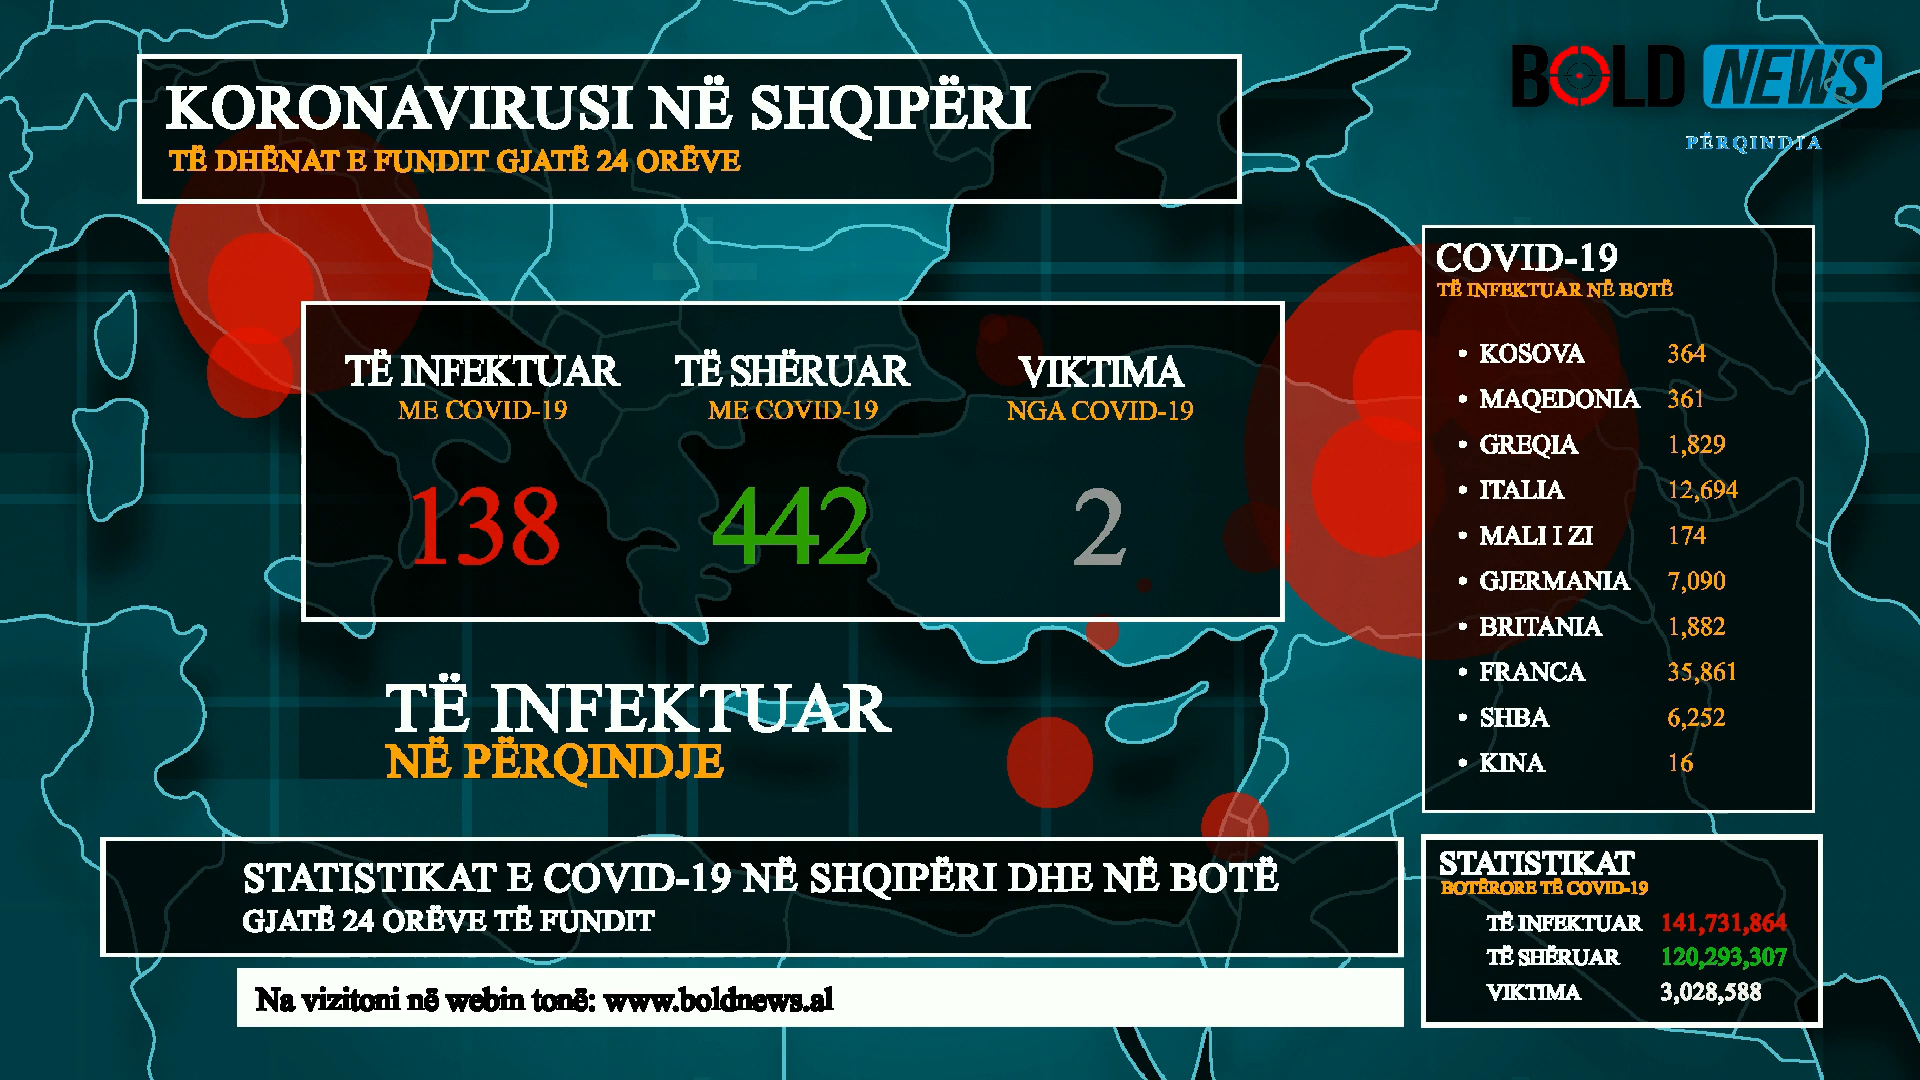 KORONAVIRUSI NË SHQIPËRI
TË DHËNAT E FUNDIT GJATË 24 ORËVE
BOLD NEWS
PËRQINDJA
TË INFEKTUAR
ME COVID-19
138
TË SHËRUAR
ME COVID-19
442
VIKTIMA
NGA COVID-19
2
COVID-19
TË INFEKTUAR NË BOTË
• KOSOVA 364
• MAQEDONIA 361
• GREQIA 1,829
• ITALIA 12,694
• MALI I ZI 174
• GJERMANIA 7,090
• BRITANIA 1,882
• FRANCA 35,861
• SHBA 6,252
• KINA 16
TË INFEKTUAR
NË PËRQINDJE
STATISTIKAT E COVID-19 NË SHQIPËRI DHE NË BOTË
GJATË 24 ORËVE TË FUNDIT
Na vizitoni në webin tonë: www.boldnews.al
STATISTIKAT
BOTËRORE TË COVID-19
TË INFEKTUAR 141,731,864
TË SHËRUAR 120,293,307
VIKTIMA 3,028,588